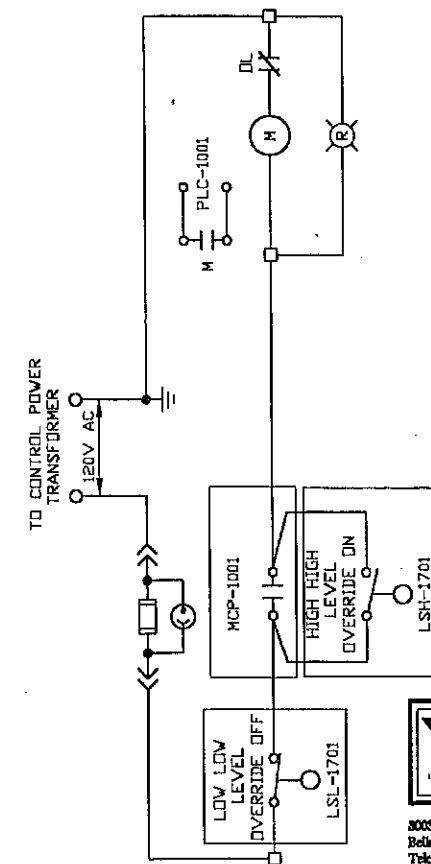 TO CONTROL POWER
TRANSFORMER
120V AC
MCP-1001
HIGH HIGH
LEVEL
OVERRIDE ON
LSH-1701
LOW LOW
LEVEL
OVERRIDE OFF
LSL-1701
M
PLC-1001
M
OL
R